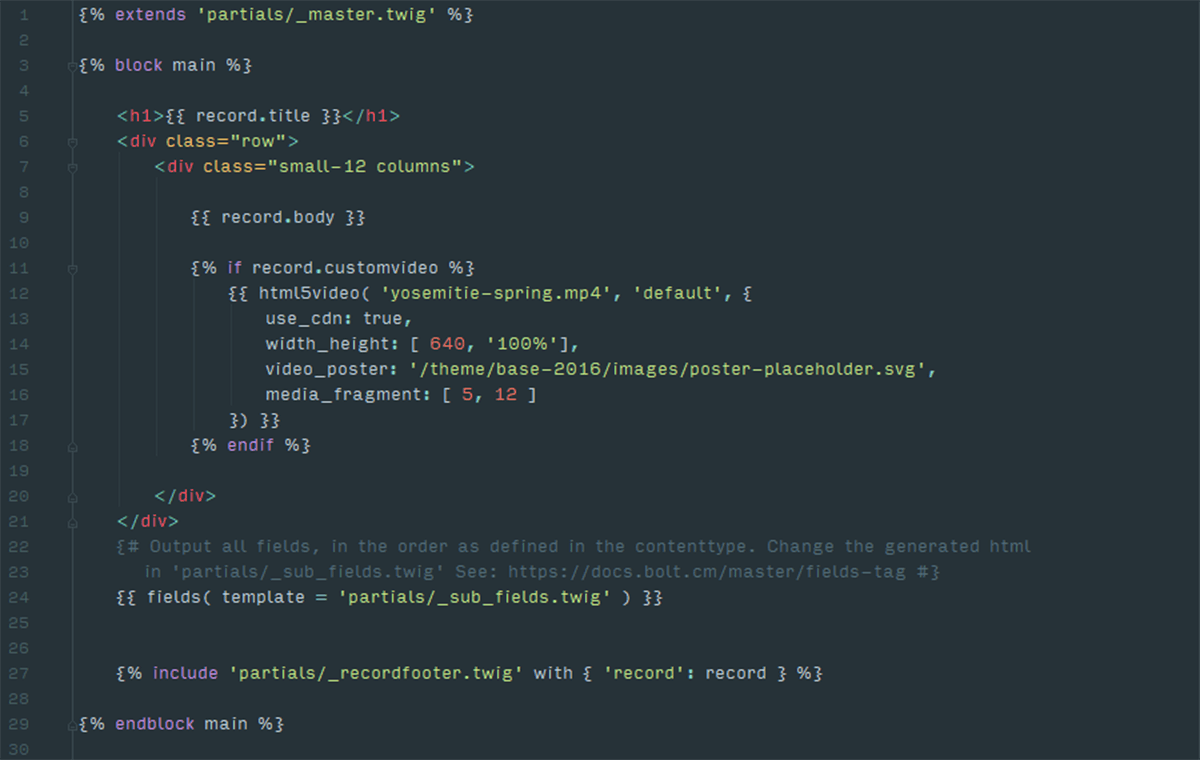 1 {% extends 'partials/_master.twig' %}
2
3 {% block main %}
4
5 <h1>{{ record.title }}</h1>
6 <div class="row">
7 <div class="small-12 columns">
8
9 {{ record.body }}
10
11 {% if record.customvideo %}
12 {{ html5video( 'yosemitie-spring.mp4', 'default', {
13 use_cdn: true,
14 width_height: [ 640, '100%'],
15 video_poster: '/theme/base-2016/images/poster-placeholder.svg',
16 media_fragment: [ 5, 12 ]
17 }) }}
18 {% endif %}
19
20 </div>
21 </div>
22 {# Output all fields, in the order as defined in the contenttype. Change the generated html
23 in 'partials/_sub_fields.twig' See: https://docs.bolt.cm/master/fields-tag #}
24 {{ fields( template = 'partials/_sub_fields.twig' ) }}
25
26
27 {% include 'partials/_recordfooter.twig' with { 'record': record } %}
28
29 {% endblock main %}
30